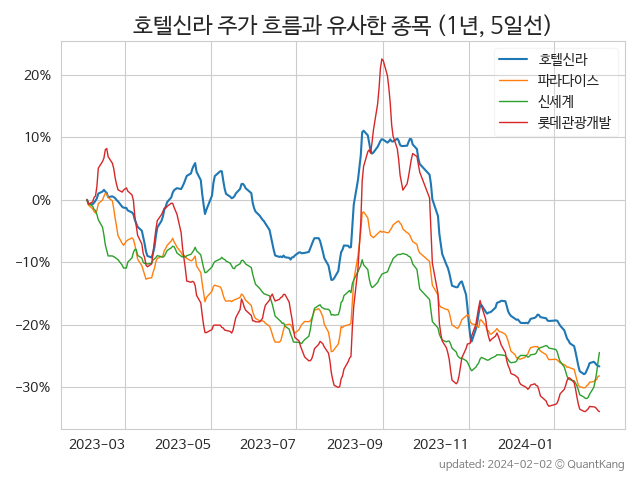 호텔신라 주가 흐름과 유사한 종목 (1년, 5일선)
호텔신라
파라다이스
신세계
롯데관광개발
20%
10%
0%
−10%
−20%
−30%
2023-03
2023-05
2023-07
2023-09
2023-11
2024-01
updated: 2024-02-02 © QuantKang